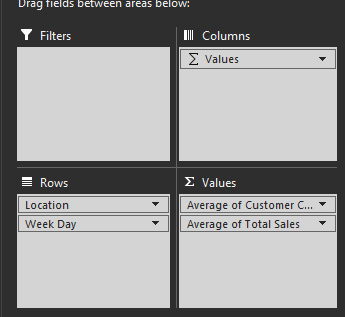 Drag fields between areas below:
Filters
Columns
Σ Values
Rows
Σ Values
Location
Week Day
Average of Customer C...
Average of Total Sales